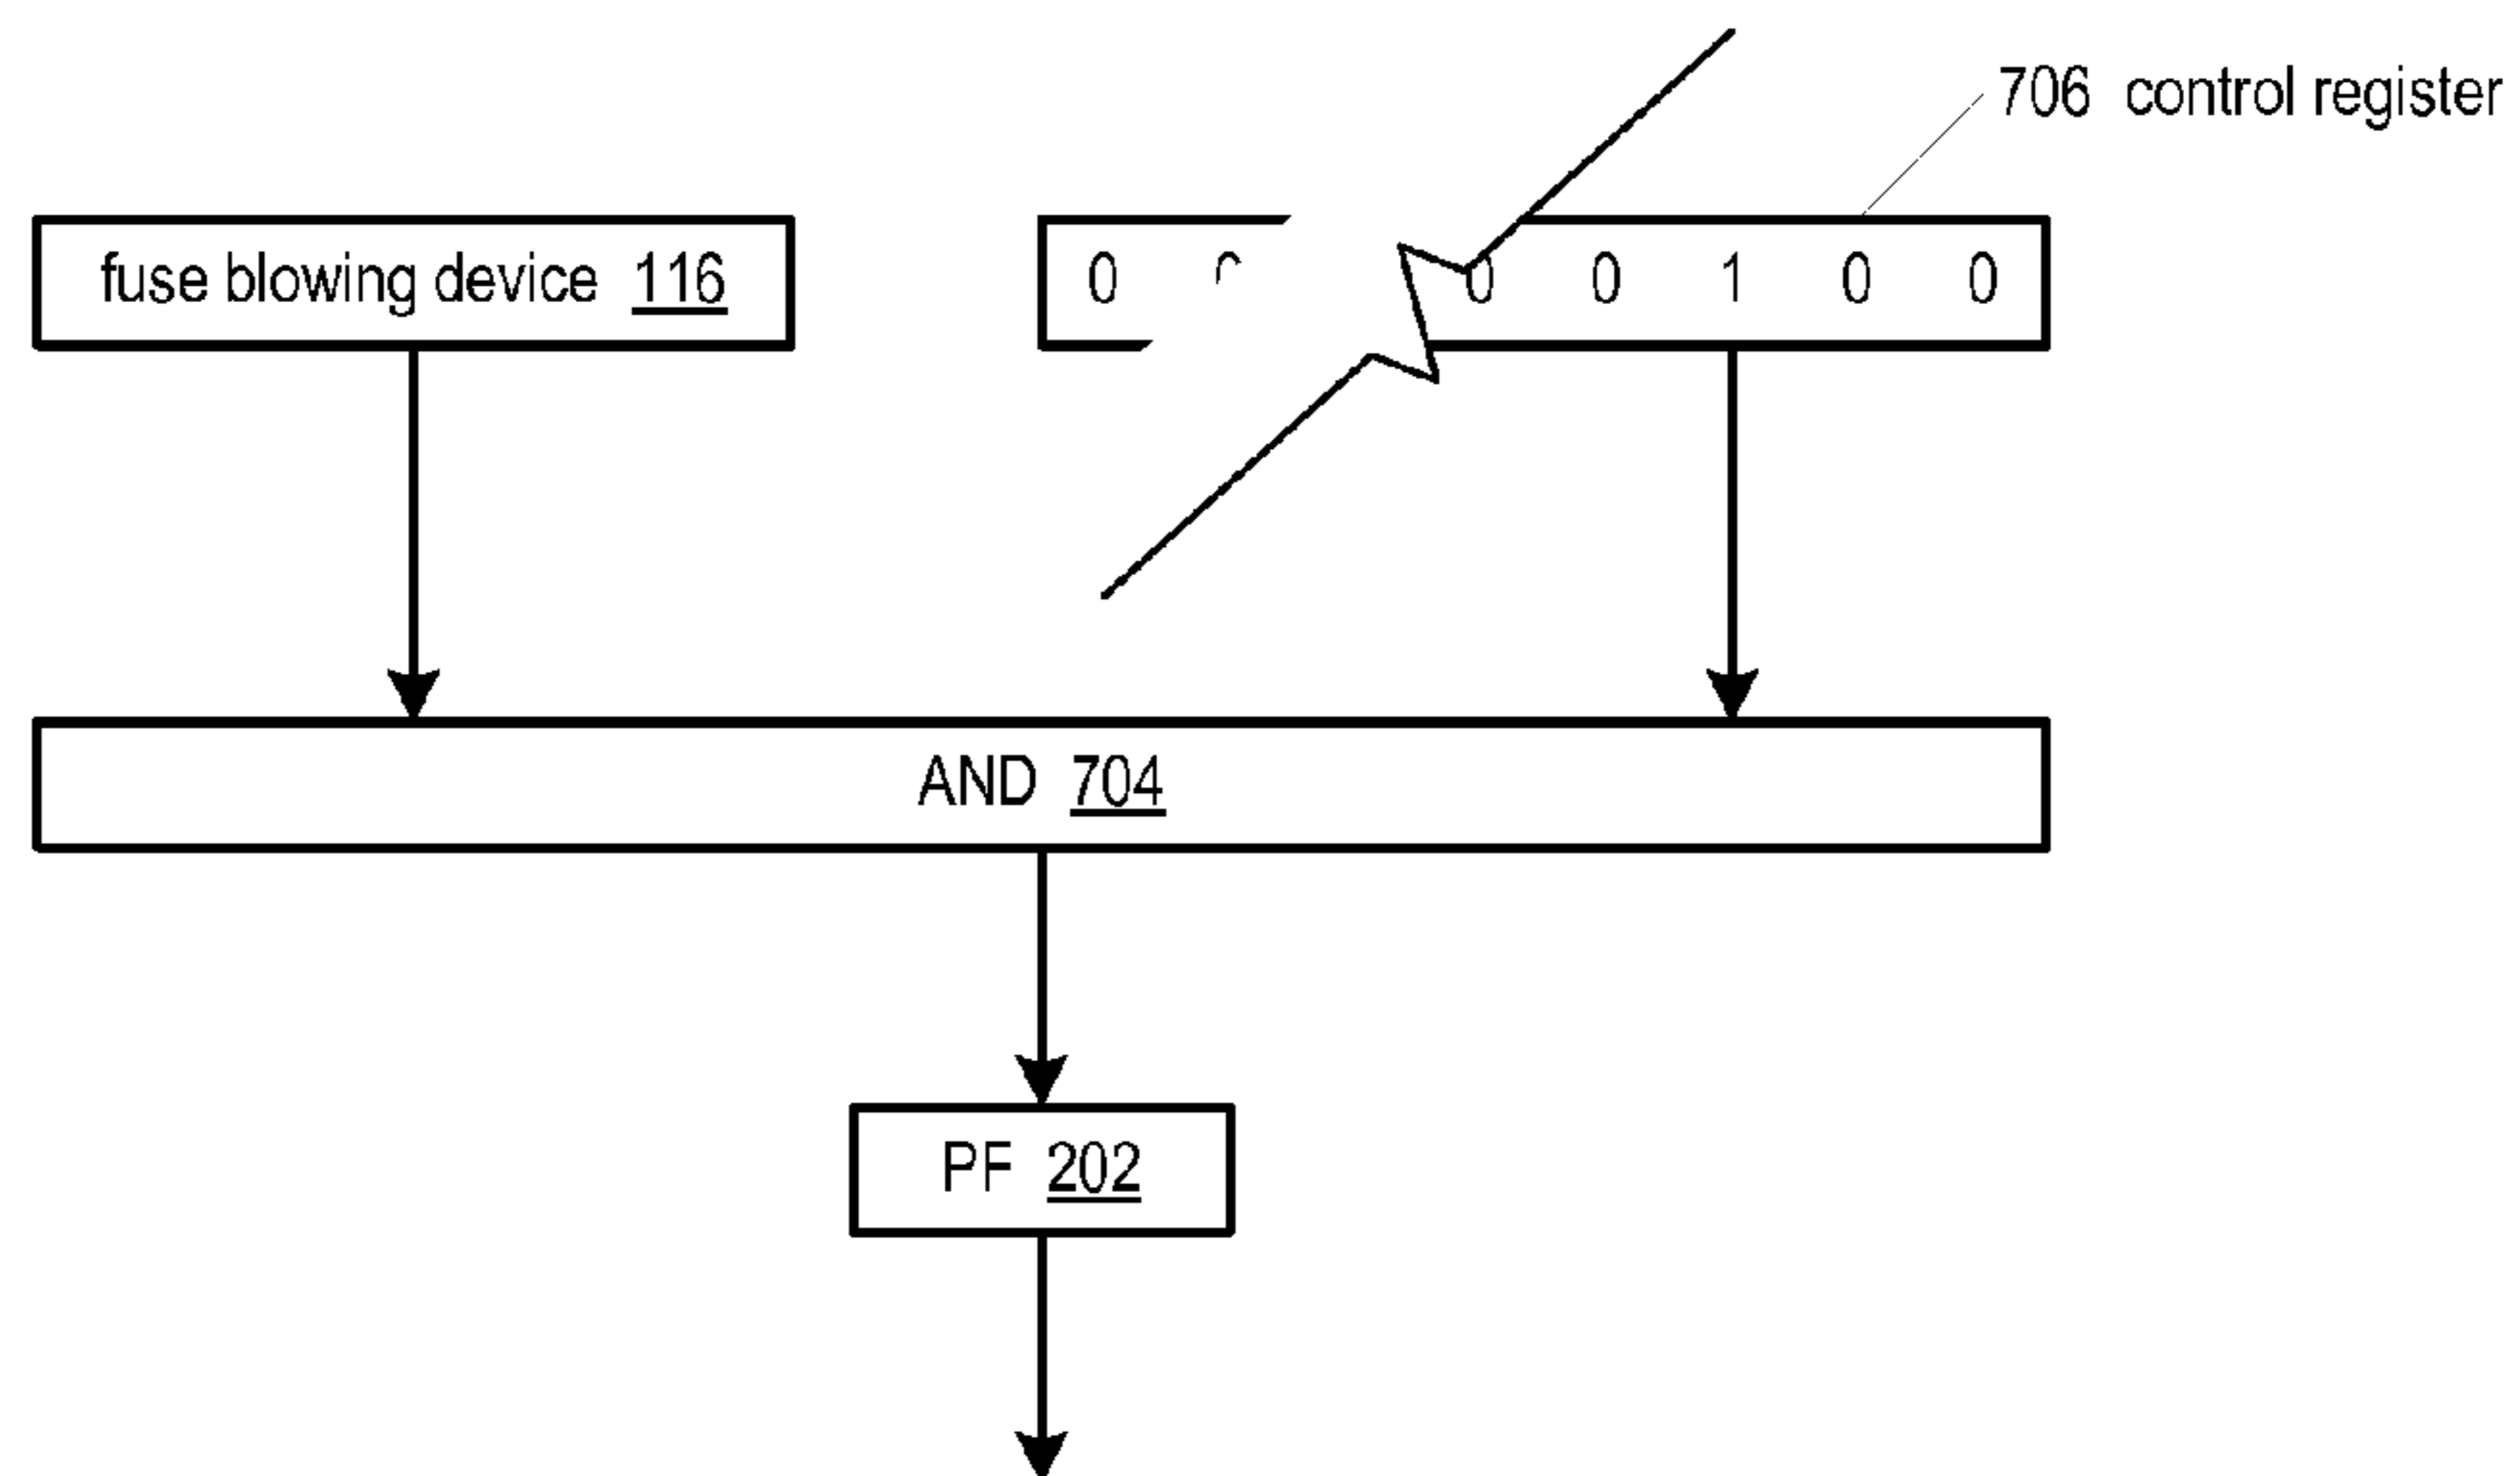 706 control register
fuse blowing device 116
0 0 0 1 0 0
AND 704
PF 202